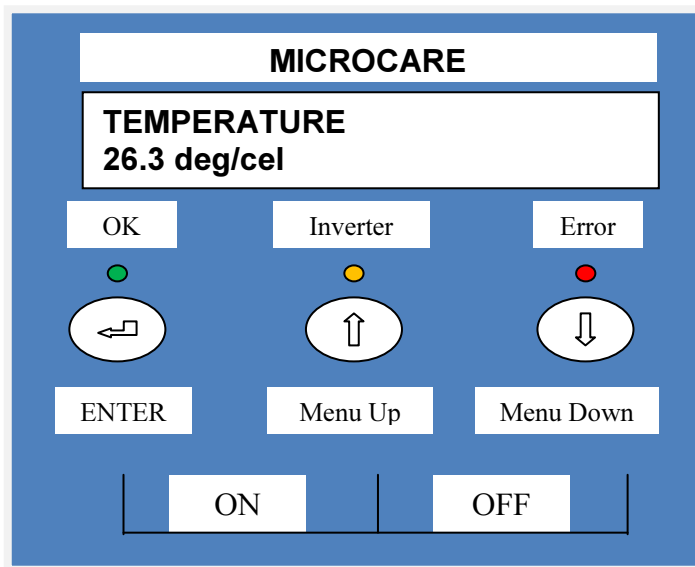 MICROCARE
TEMPERATURE
26.3 deg/cel
OK Inverter Error
ENTER Menu Up Menu Down
ON OFF